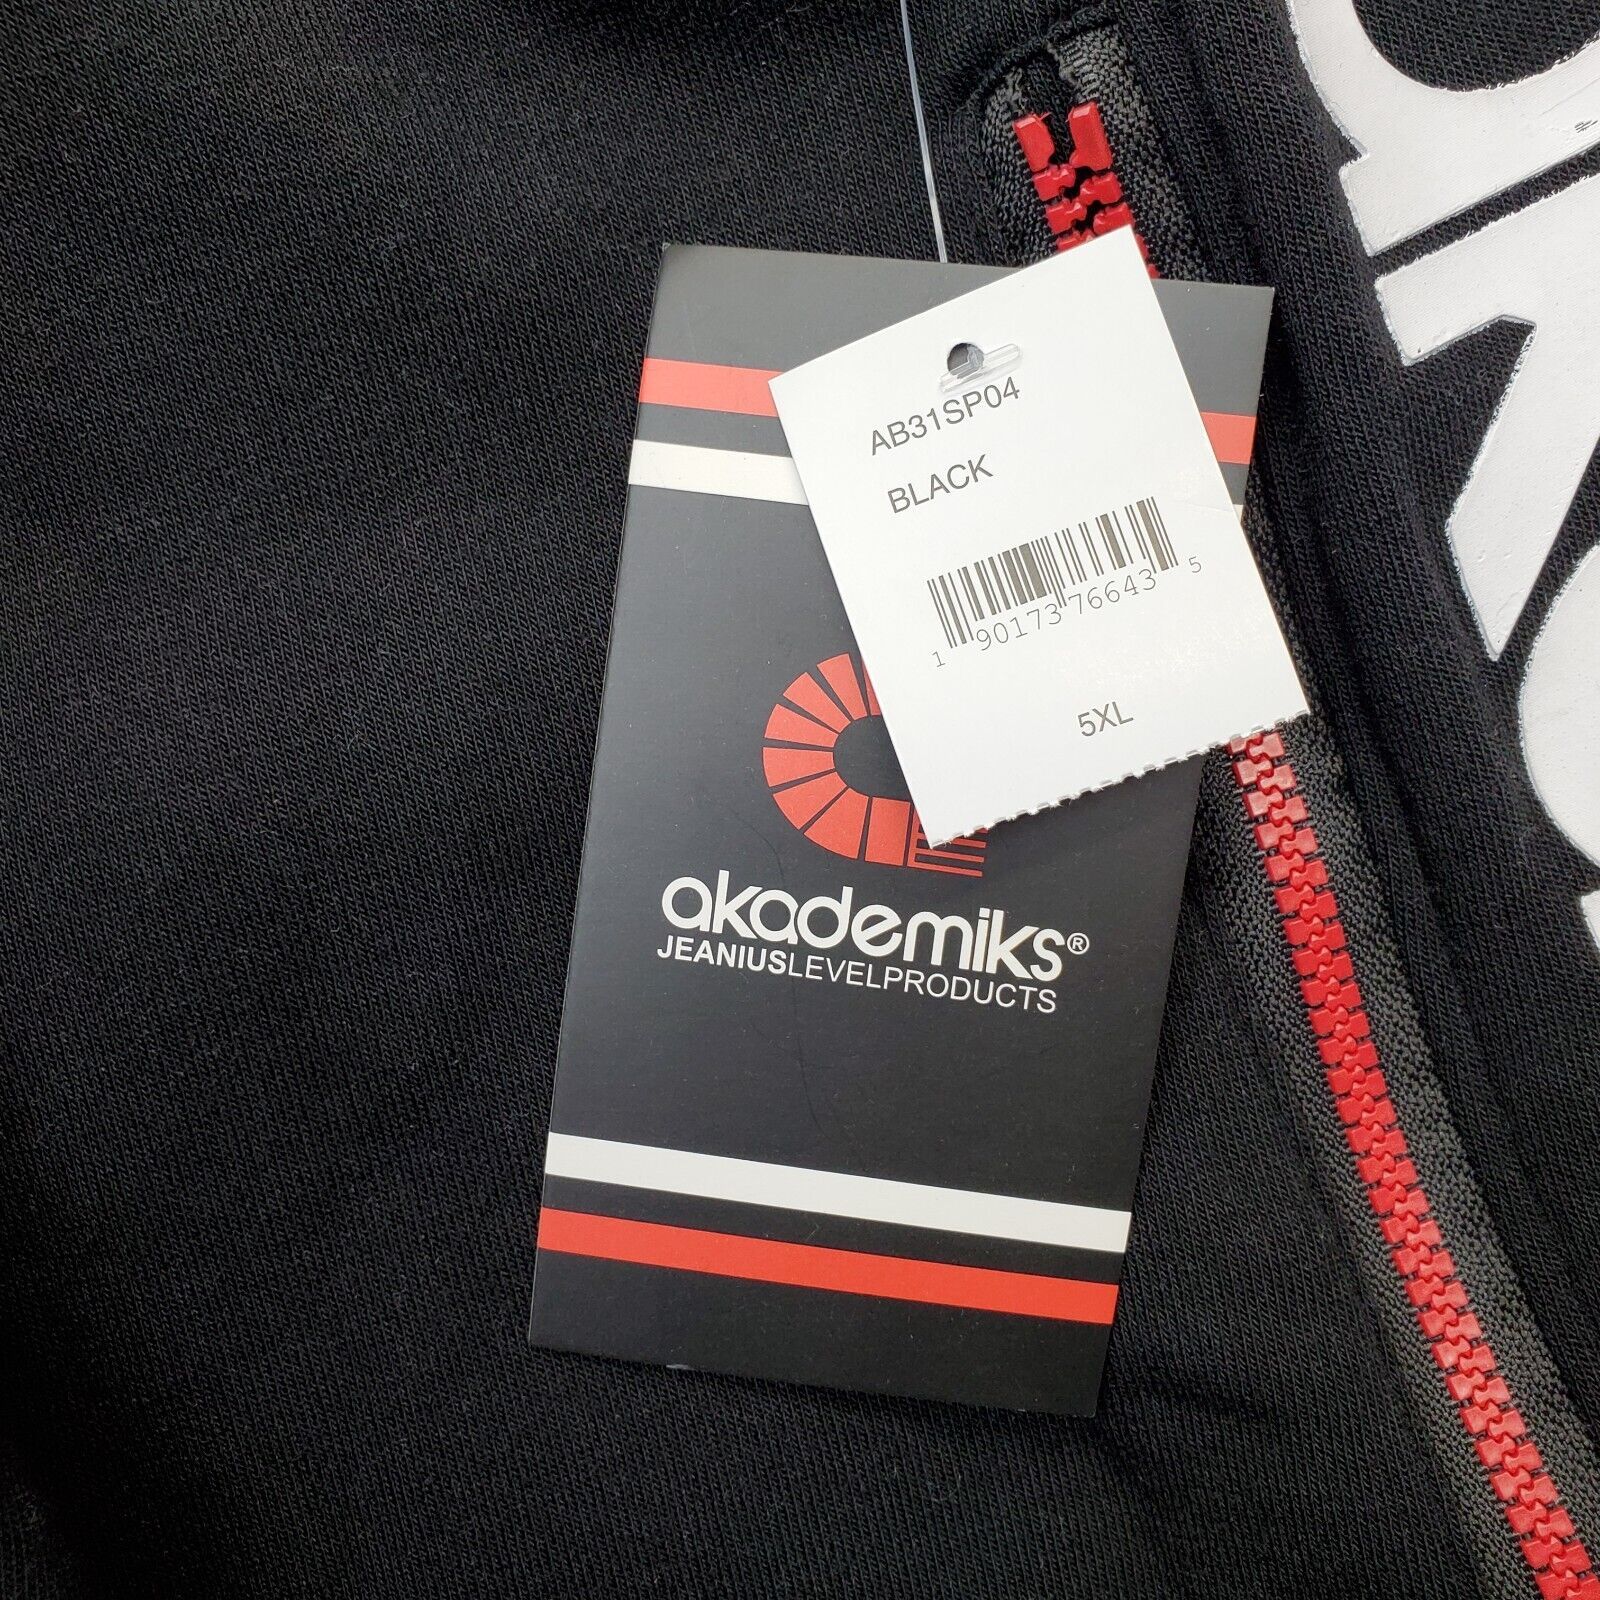 AB31SP04
BLACK
1 90173 76643 5
5XL
akademiks®
JEANIUSLEVELPRODUCTS